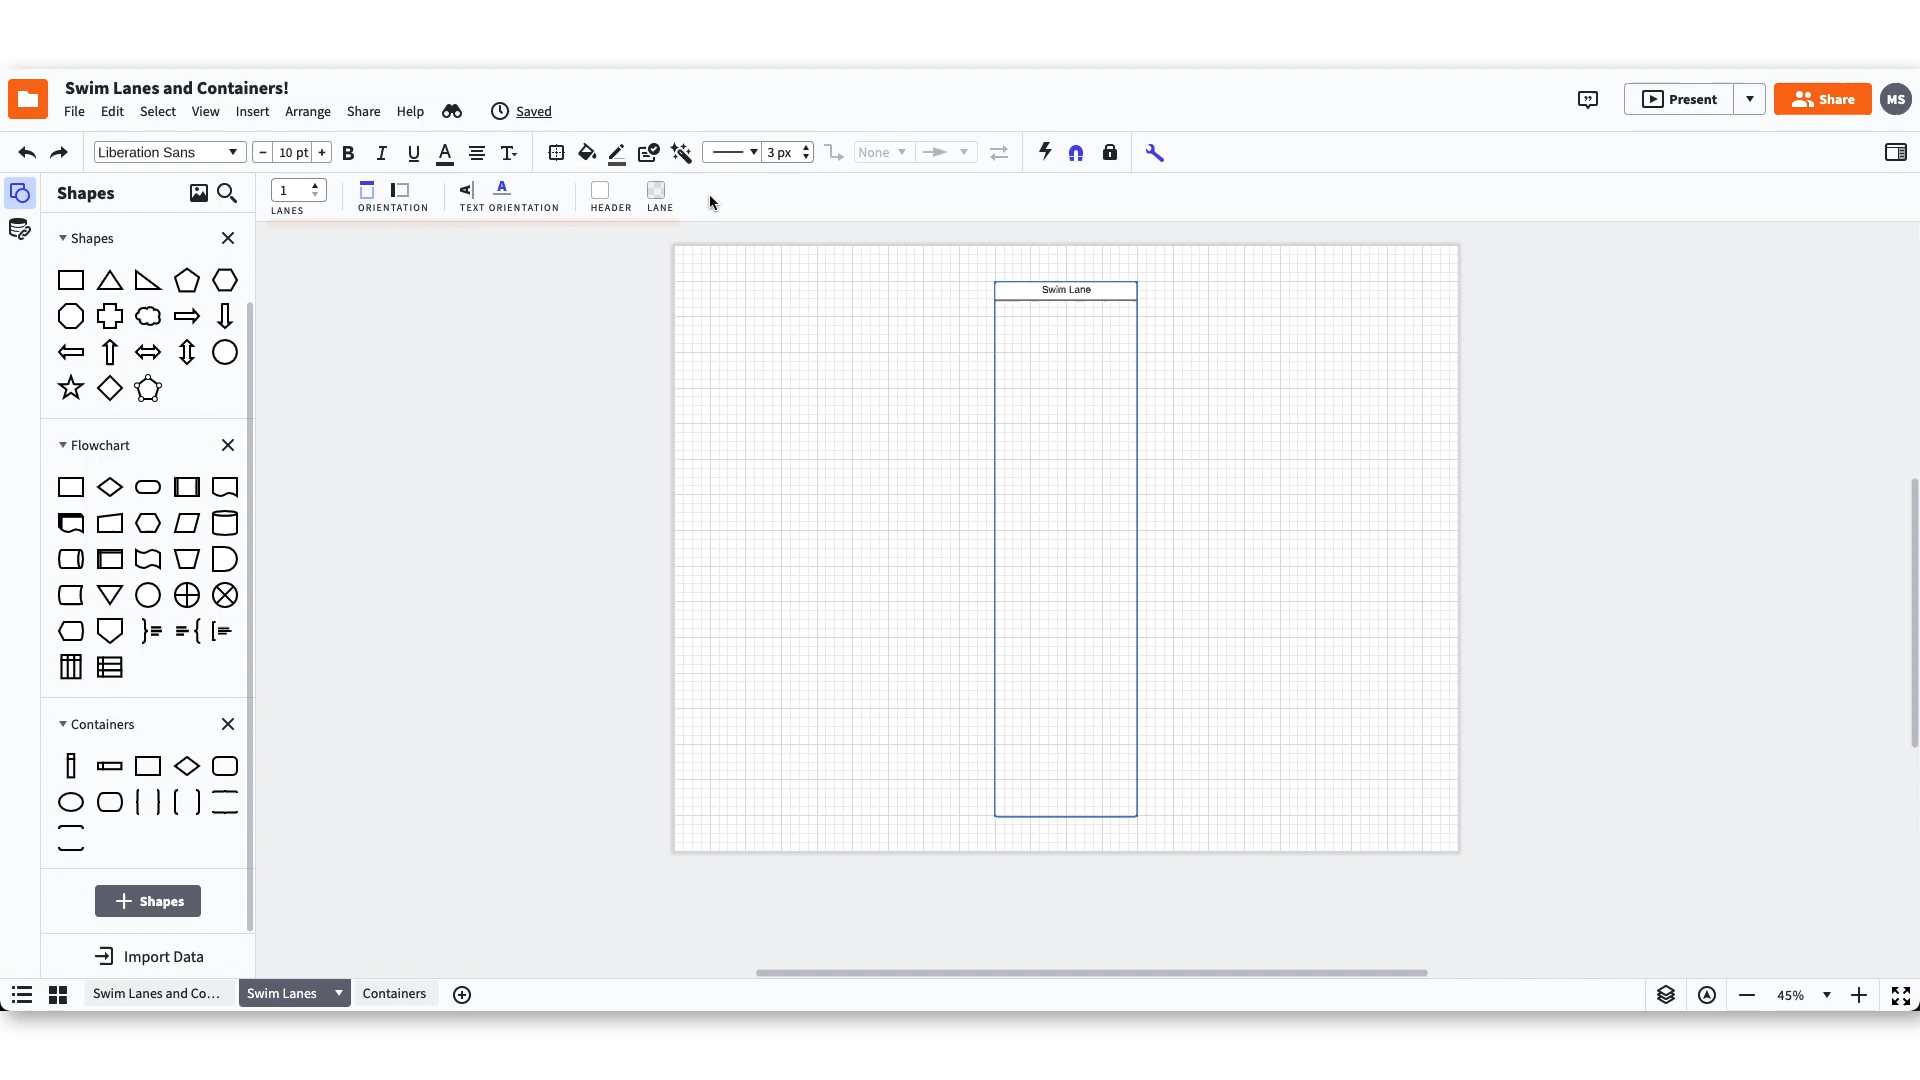 Swim Lanes and Containers!
File Edit Select View Insert Arrange Share Help Saved
Present Share MS
Liberation Sans - 10 pt + B I U A T 3 px None
Shapes
1 A A
LANES ORIENTATION TEXT ORIENTATION HEADER LANE
Shapes
Swim Lane
Flowchart
Containers
+ Shapes
Import Data
Swim Lanes and Co... Swim Lanes Containers 45%